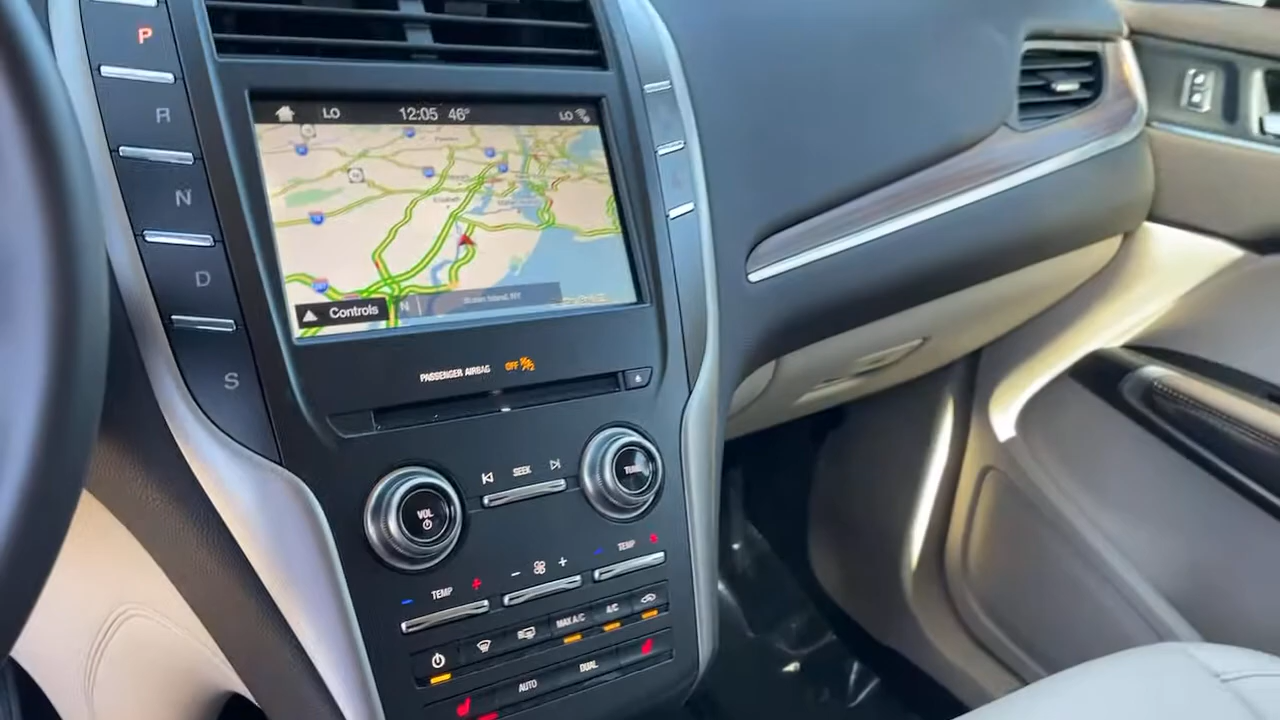 P
R
N
D
S
LO
12:05 46°
LO
Controls
N
Staten Island, NY
PASSENGER AIRBAG OFF
SEEK
VOL
TUNE
TEMP
- +
TEMP
MAX A/C
A/C
AUTO
DUAL